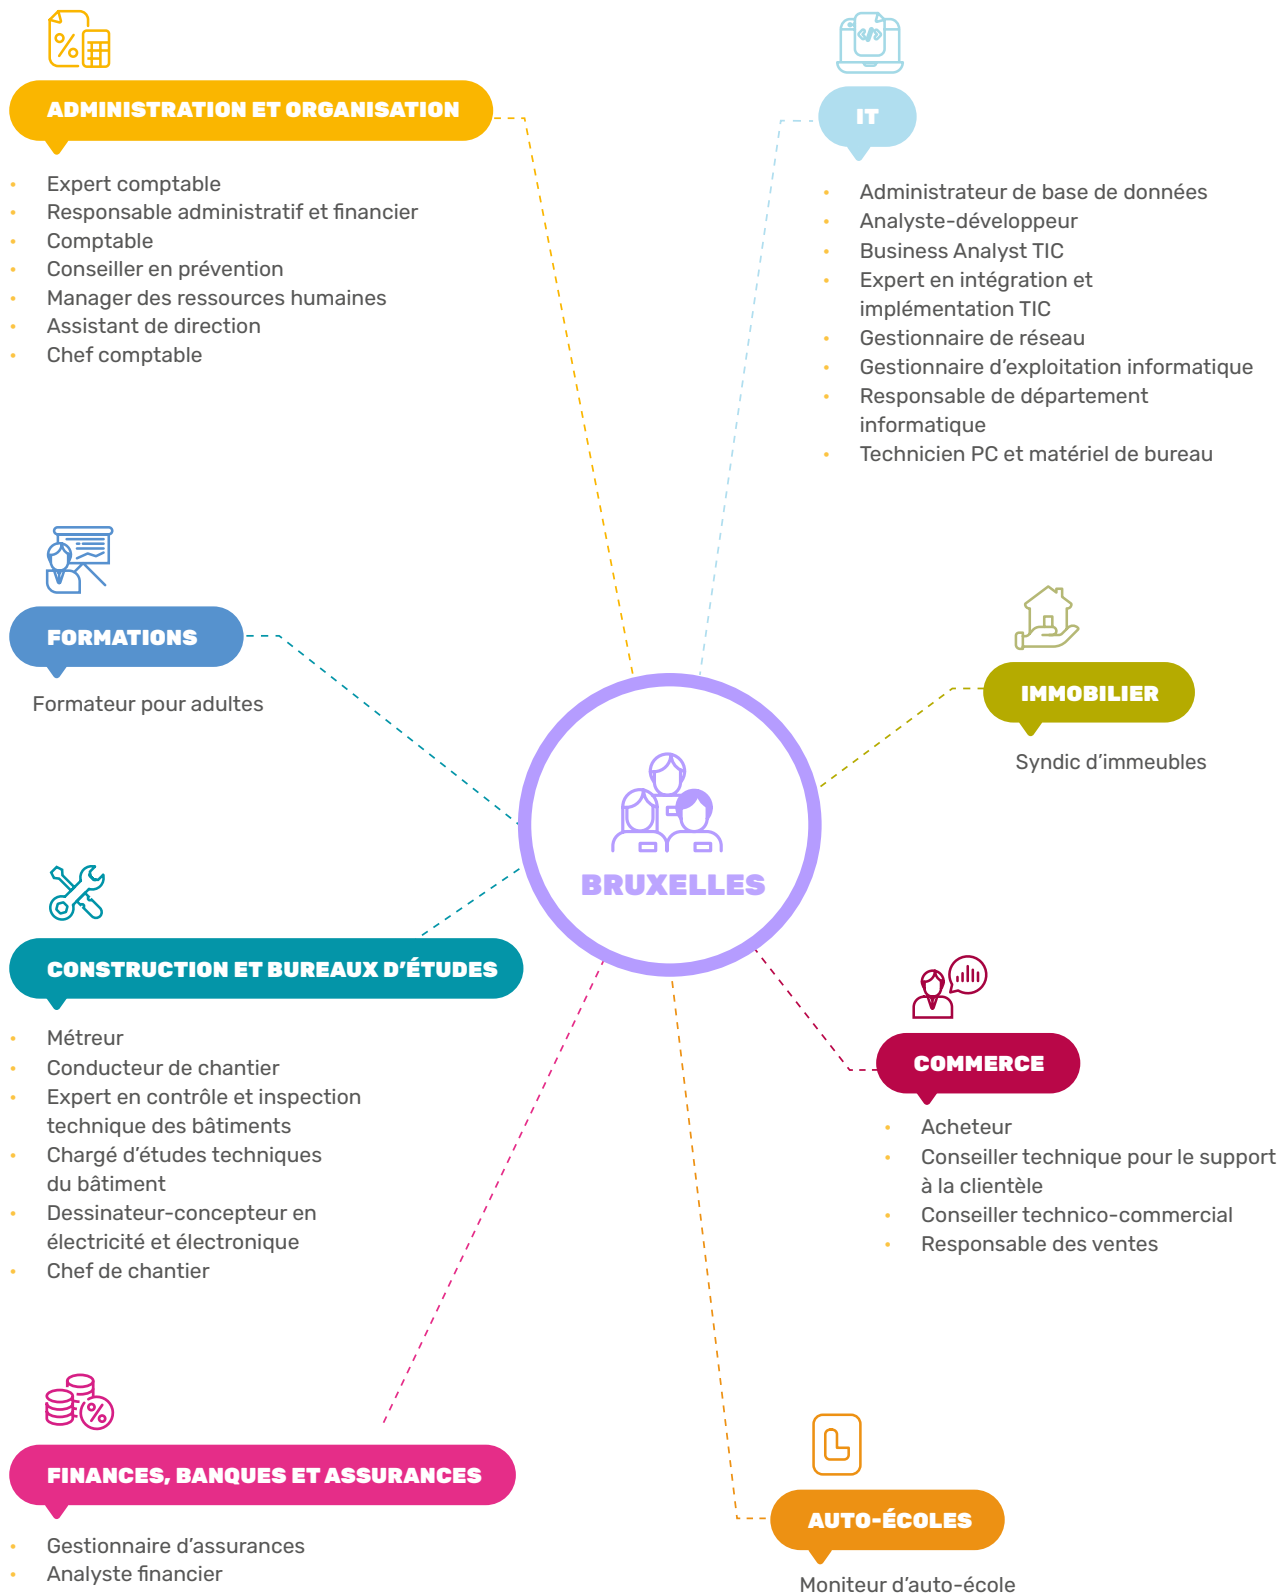 ADMINISTRATION ET ORGANISATION
• Expert comptable
• Responsable administratif et financier
• Comptable
• Conseiller en prévention
• Manager des ressources humaines
• Assistant de direction
• Chef comptable
IT
• Administrateur de base de données
• Analyste-développeur
• Business Analyst TIC
• Expert en intégration et
implémentation TIC
• Gestionnaire de réseau
• Gestionnaire d'exploitation informatique
• Responsable de département
informatique
• Technicien PC et matériel de bureau
FORMATIONS
Formateur pour adultes
IMMOBILIER
Syndic d'immeubles
BRUXELLES
CONSTRUCTION ET BUREAUX D'ÉTUDES
• Métreur
• Conducteur de chantier
• Expert en contrôle et inspection
technique des bâtiments
• Chargé d'études techniques
du bâtiment
• Dessinateur-concepteur en
électricité et électronique
• Chef de chantier
COMMERCE
• Acheteur
• Conseiller technique pour le support
à la clientèle
• Conseiller technico-commercial
• Responsable des ventes
FINANCES, BANQUES ET ASSURANCES
• Gestionnaire d'assurances
• Analyste financier
AUTO-ÉCOLES
Moniteur d'auto-école